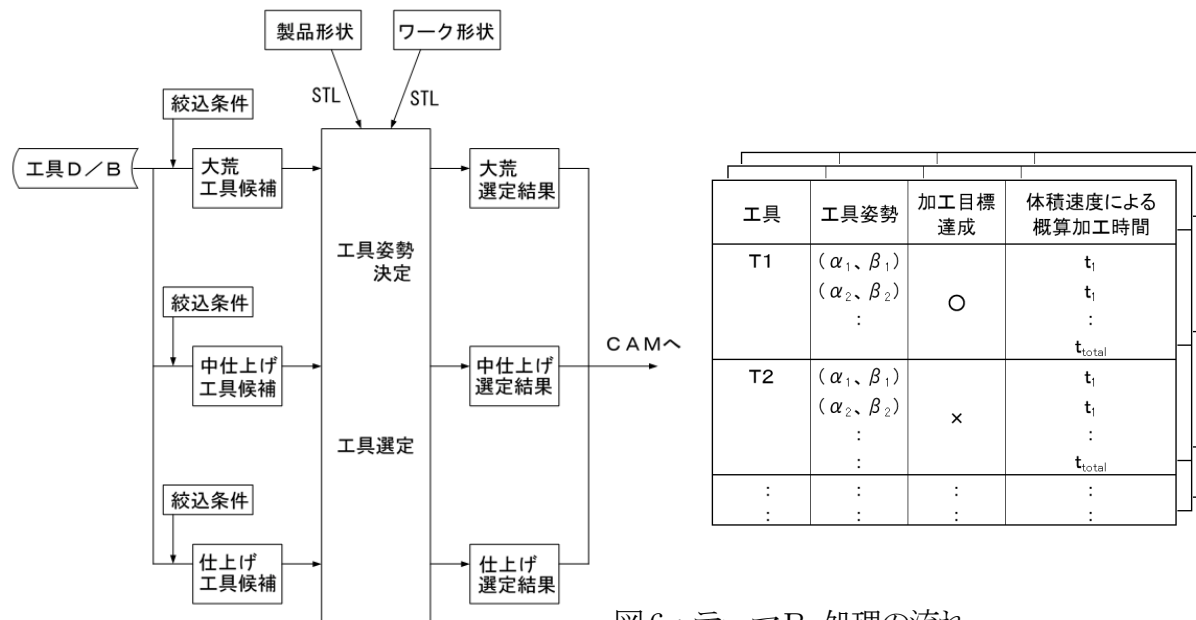 製品形状
ワーク形状
STL
STL
絞込条件
工具D/B
大荒
工具候補
大荒
選定結果
工具姿勢
決定
絞込条件
中仕上げ
工具候補
中仕上げ
選定結果
CAMへ
工具選定
絞込条件
仕上げ
工具候補
仕上げ
選定結果
工具 工具姿勢 加工目標 体積速度による
達成 概算加工時間
T1 (α₁、β₁) t₁
(α₂、β₂) ○ t₁
: :
t_total
T2 (α₁、β₁) t₁
(α₂、β₂) × t₁
: :
: t_total
: : : :
: : : :